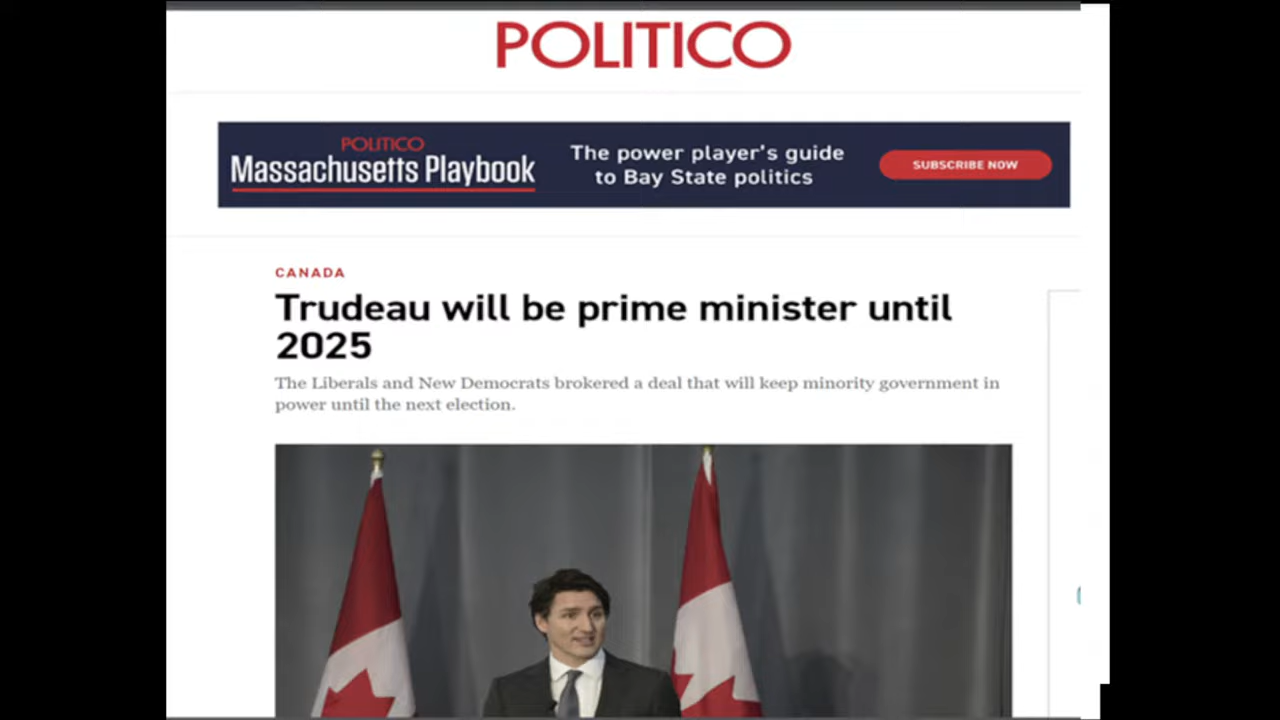 POLITICO
POLITICO
Massachusetts Playbook
The power player's guide
to Bay State politics
SUBSCRIBE NOW
CANADA
Trudeau will be prime minister until
2025
The Liberals and New Democrats brokered a deal that will keep minority government in
power until the next election.